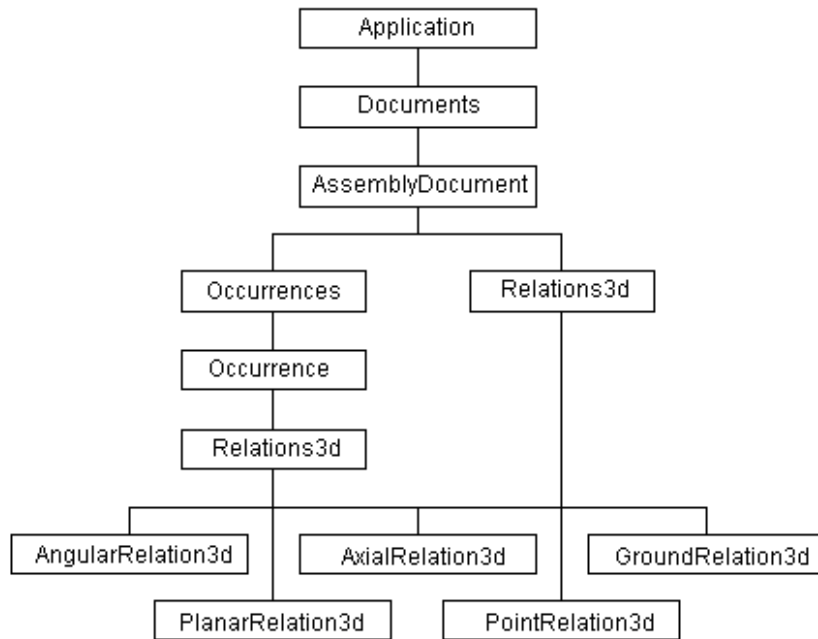 Application
Documents
AssemblyDocument
Occurrences
Relations3d
Occurrence
Relations3d
AngularRelation3d
AxialRelation3d
GroundRelation3d
PlanarRelation3d
PointRelation3d